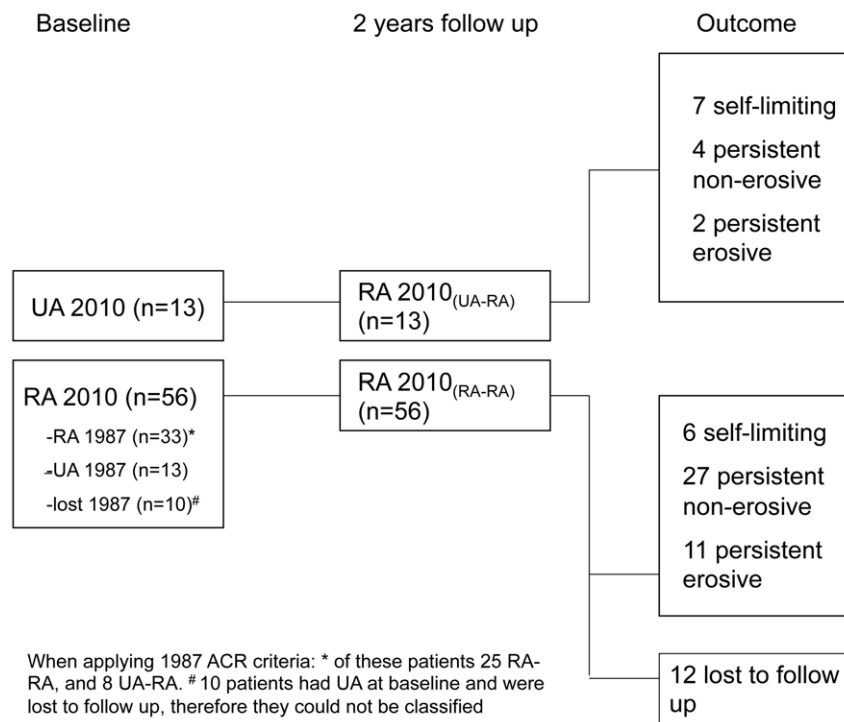 Baseline
2 years follow up
Outcome
7 self-limiting
4 persistent
non-erosive
2 persistent
erosive
UA 2010 (n=13)
RA 2010(UA-RA)
(n=13)
RA 2010 (n=56)
-RA 1987 (n=33)*
-UA 1987 (n=13)
-lost 1987 (n=10)#
RA 2010(RA-RA)
(n=56)
6 self-limiting
27 persistent
non-erosive
11 persistent
erosive
12 lost to follow
up
When applying 1987 ACR criteria: * of these patients 25 RA-
RA, and 8 UA-RA. # 10 patients had UA at baseline and were
lost to follow up, therefore they could not be classified